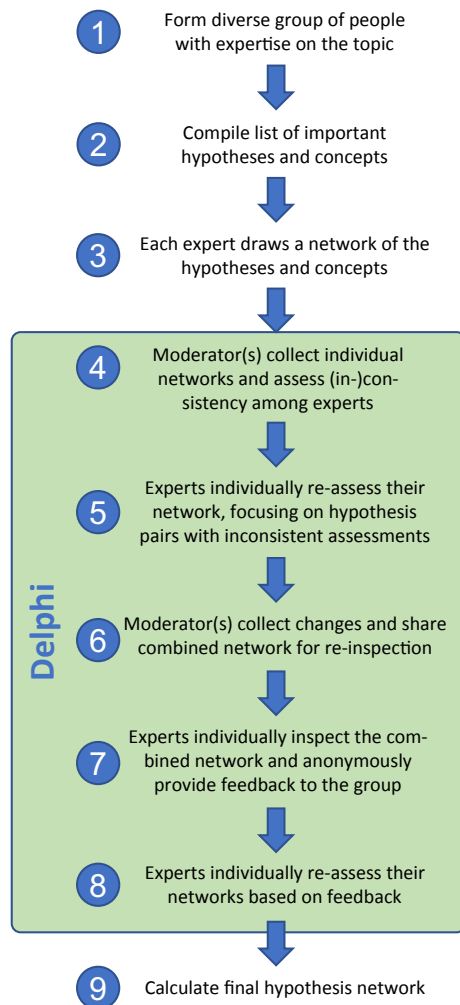 1
Form diverse group of people
with expertise on the topic
2
Compile list of important
hypotheses and concepts
3
Each expert draws a network of the
hypotheses and concepts
Delphi
4
Moderator(s) collect individual
networks and assess (in-)con-
sistency among experts
5
Experts individually re-assess their
network, focusing on hypothesis
pairs with inconsistent assessments
6
Moderator(s) collect changes and share
combined network for re-inspection
7
Experts individually inspect the com-
bined network and anonymously
provide feedback to the group
8
Experts individually re-assess their
networks based on feedback
9
Calculate final hypothesis network